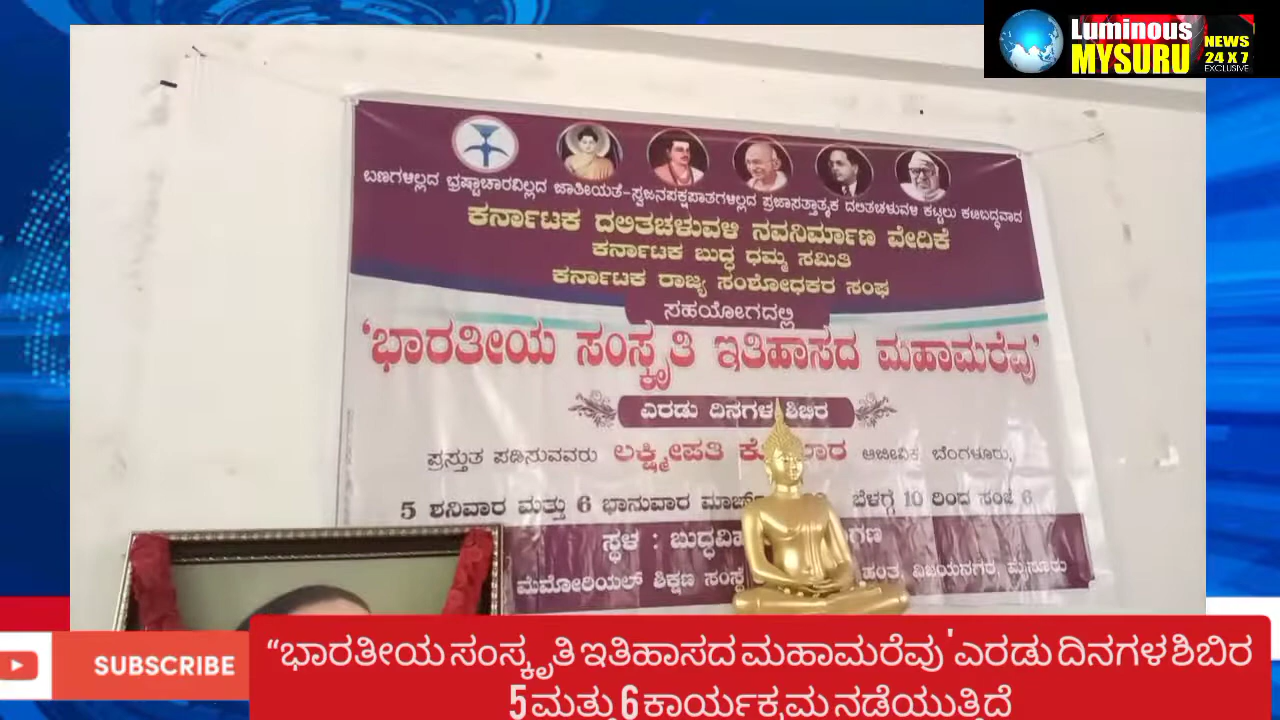 Luminous
MYSURU
NEWS
24 X 7
EXCLUSIVE
ಬಣಗಳಿಲ್ಲದ ಭ್ರಷ್ಟಾಚಾರವಿಲ್ಲದ ಜಾತೀಯತೆ-ಸ್ವಜನಪಕ್ಷಪಾತಗಳಿಲ್ಲದ ಪ್ರಜಾಸತ್ತಾತ್ಮಕ ದಲಿತಚಳುವಳಿ ಕಟ್ಟಲು ಕಟಿಬದ್ಧವಾದ
ಕರ್ನಾಟಕ ದಲಿತಚಳುವಳಿ ನವನಿರ್ಮಾಣ ವೇದಿಕೆ
ಕರ್ನಾಟಕ ಬುದ್ಧ ಧಮ್ಮ ಸಮಿತಿ
ಕರ್ನಾಟಕ ರಾಜ್ಯ ಸಂಶೋಧಕರ ಸಂಘ
ಸಹಯೋಗದಲ್ಲಿ
'ಭಾರತೀಯ ಸಂಸ್ಕೃತಿ ಇತಿಹಾಸದ ಮಹಾಮರೆವು'
ಎರಡು ದಿನಗಳ ಶಿಬಿರ
ಪ್ರಸ್ತುತ ಪಡಿಸುವವರು ಲಕ್ಷ್ಮೀಪತಿ ಆಜೀವಿಕ ಬೆಂಗಳೂರು,
5 ಶನಿವಾರ ಮತ್ತು 6 ಭಾನುವಾರ ಮಾರ್ಚ್ ಬೆಳಗ್ಗೆ 10 ರಿಂದ ಸಂಜೆ 6
ಸ್ಥಳ :
ಮೆಮೋರಿಯಲ್ ಶಿಕ್ಷಣ ಹಂತ, ವಿಜಯನಗರ, ಮೈಸೂರು
SUBSCRIBE
“ಭಾರತೀಯ ಸಂಸ್ಕೃತಿ ಇತಿಹಾಸದ ಮಹಾಮರೆವು 'ಎರಡು ದಿನಗಳ ಶಿಬಿರ
5 ಮತ್ತು 6 ಕಾರ್ಯಕ್ರಮ ನಡೆಯುತ್ತಿದೆ